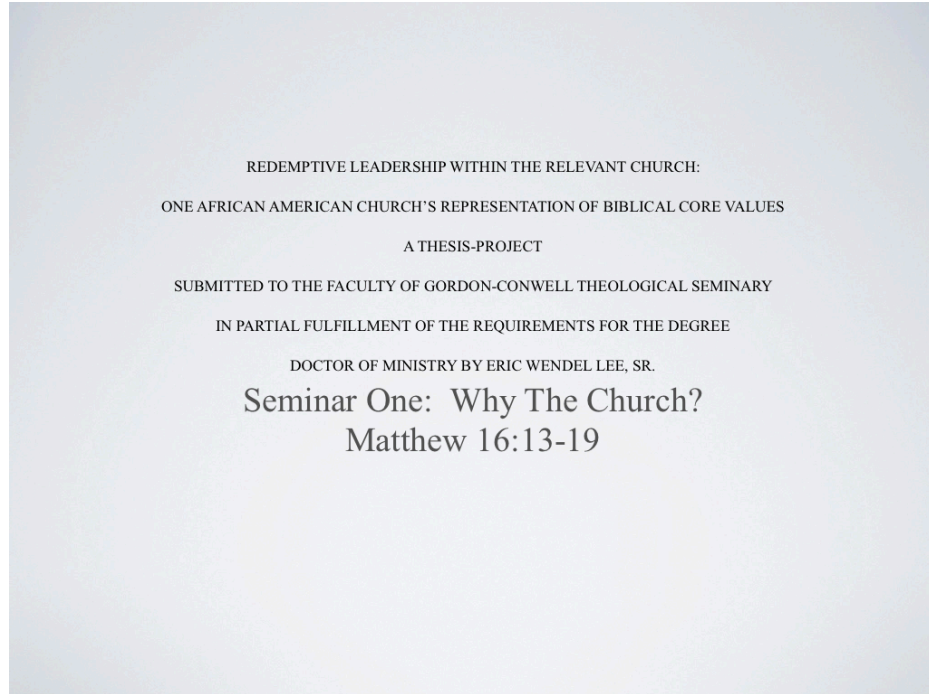 REDEMPTIVE LEADERSHIP WITHIN THE RELEVANT CHURCH:
ONE AFRICAN AMERICAN CHURCH’S REPRESENTATION OF BIBLICAL CORE VALUES
A THESIS-PROJECT
SUBMITTED TO THE FACULTY OF GORDON-CONWELL THEOLOGICAL SEMINARY
IN PARTIAL FULFILLMENT OF THE REQUIREMENTS FOR THE DEGREE
DOCTOR OF MINISTRY BY ERIC WENDEL LEE, SR.
Seminar One:  Why The Church?
Matthew 16:13-19